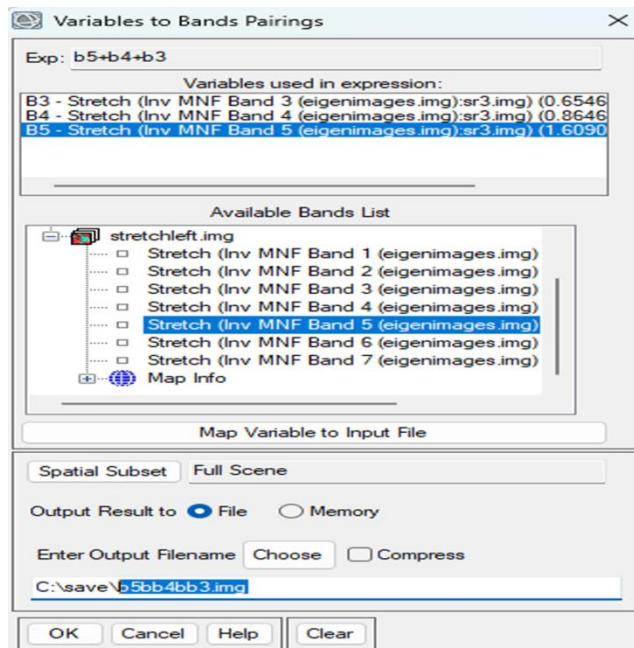 Variables to Bands Pairings
Exp: b5+b4+b3
Variables used in expression:
B3 - Stretch (Inv MNF Band 3 (eigenimages.img):sr3.img) (0.6546
B4 - Stretch (Inv MNF Band 4 (eigenimages.img):sr3.img) (0.8646
B5 - Stretch (Inv MNF Band 5 (eigenimages.img):sr3.img) (1.6090
Available Bands List
stretchleft.img
Stretch (Inv MNF Band 1 (eigenimages.img)
Stretch (Inv MNF Band 2 (eigenimages.img)
Stretch (Inv MNF Band 3 (eigenimages.img)
Stretch (Inv MNF Band 4 (eigenimages.img)
Stretch (Inv MNF Band 5 (eigenimages.img)
Stretch (Inv MNF Band 6 (eigenimages.img)
Stretch (Inv MNF Band 7 (eigenimages.img)
Map Info
Map Variable to Input File
Spatial Subset Full Scene
Output Result to File Memory
Enter Output Filename Choose Compress
C:\save\b5bb4bb3.img
OK Cancel Help Clear